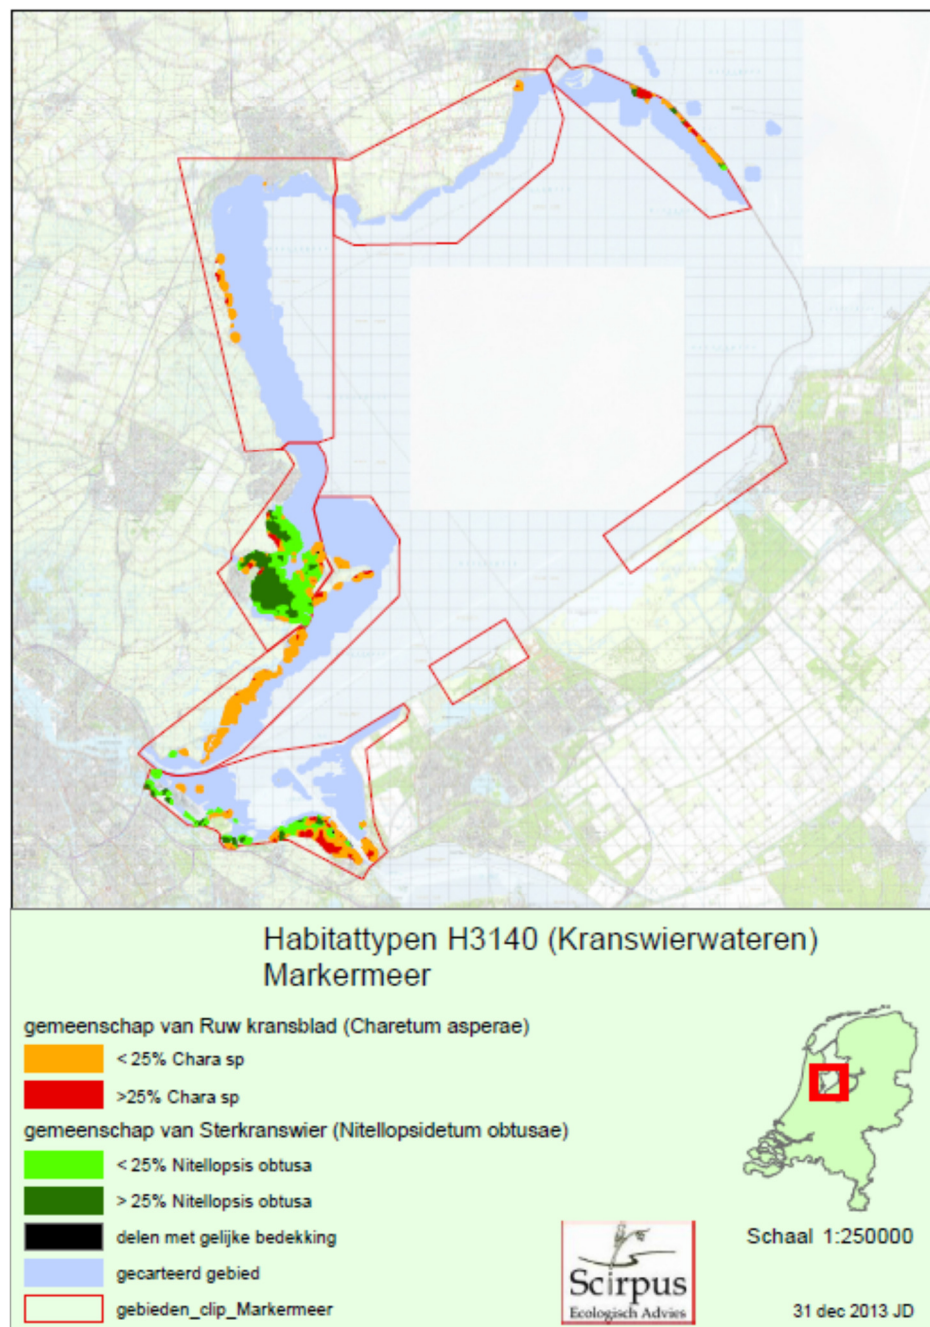 Habitattypen H3140 (Kranswierwateren)
Markermeer
gemeenschap van Ruw kransblad (Charetum asperae)
< 25% Chara sp
>25% Chara sp
gemeenschap van Sterkranswier (Nitellopsidetum obtusae)
< 25% Nitellopsis obtusa
> 25% Nitellopsis obtusa
delen met gelijke bedekking
gecarteerd gebied
gebieden_clip_Markermeer
Scirpus
Ecologisch Advies
Schaal 1:250000
31 dec 2013 JD